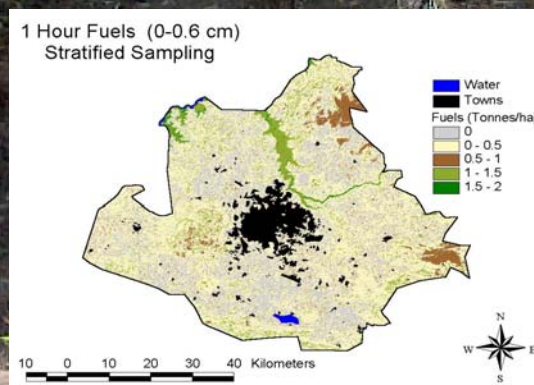 1 Hour Fuels (0-0.6 cm)
Stratified Sampling
Water
Towns
Fuels (Tonnes/ha
0
0 - 0.5
0.5 - 1
1 - 1.5
1.5 - 2
N
W E
S
10 0 10 20 30 40 Kilometers